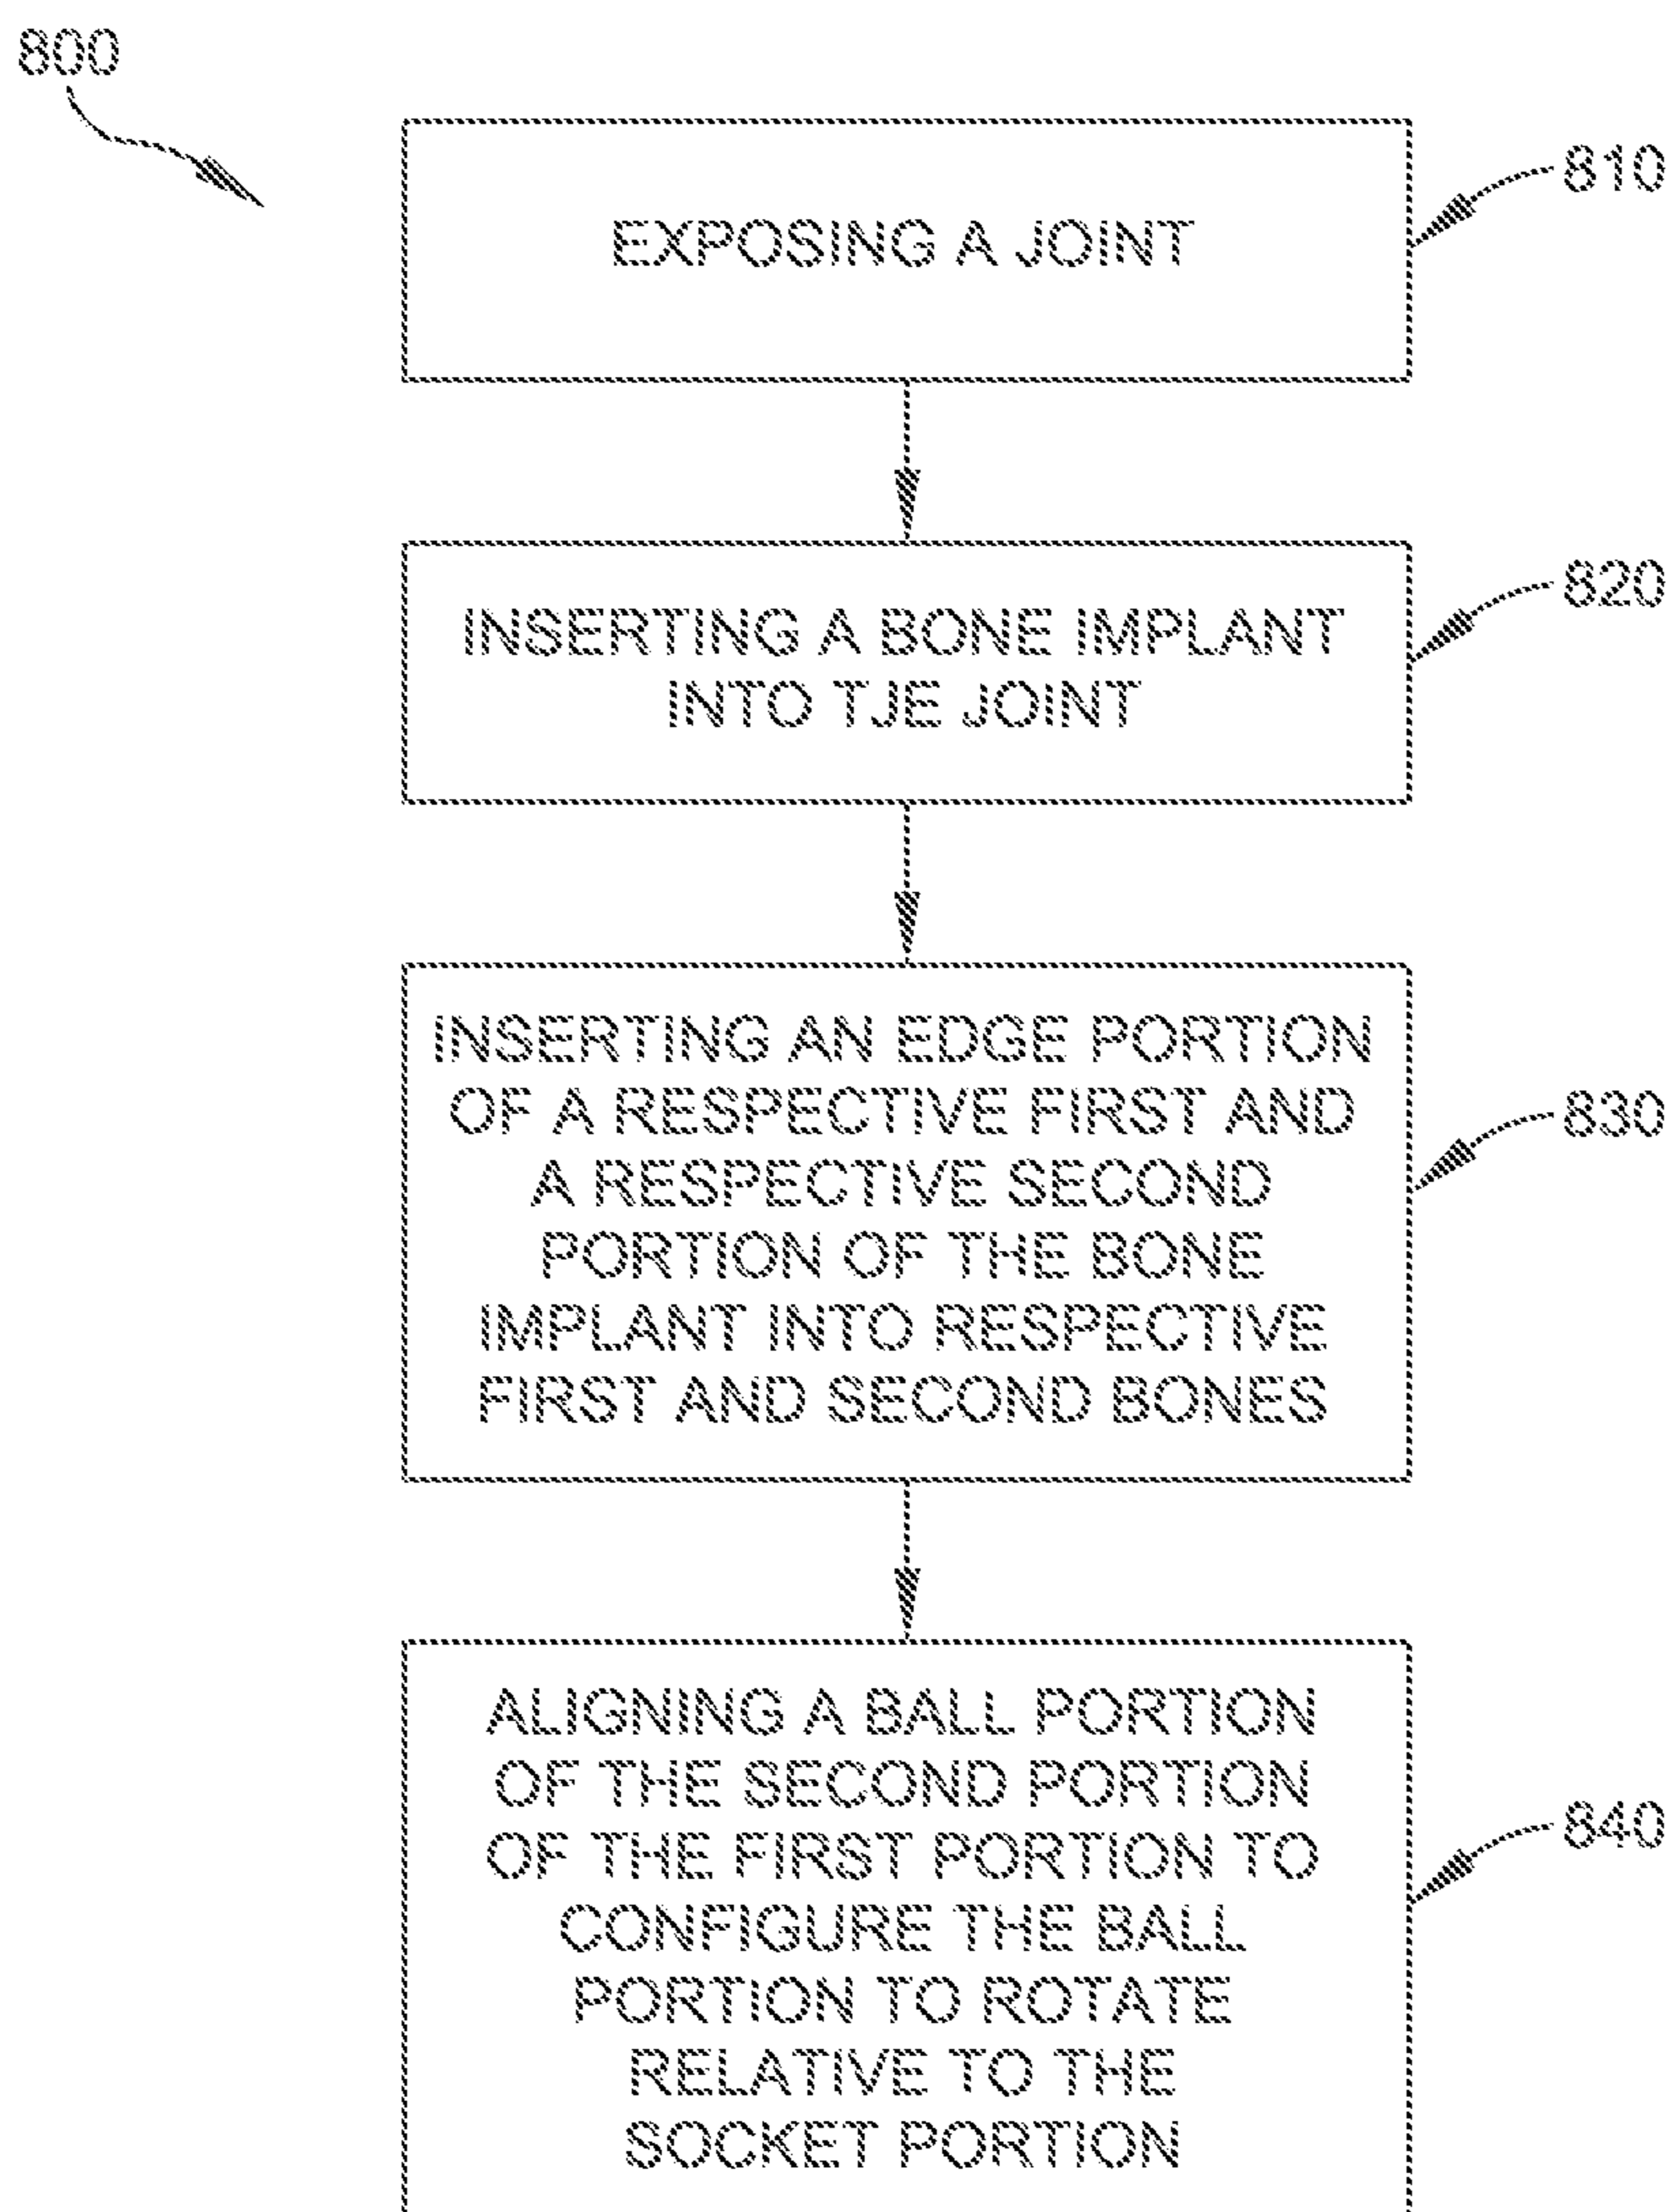 800
EXPOSING A JOINT
810
INSERTING A BONE IMPLANT
INTO TJE JOINT
820
INSERTING AN EDGE PORTION
OF A RESPECTIVE FIRST AND
A RESPECTIVE SECOND
PORTION OF THE BONE
IMPLANT INTO RESPECTIVE
FIRST AND SECOND BONES
830
ALIGNING A BALL PORTION
OF THE SECOND PORTION
OF THE FIRST PORTION TO
CONFIGURE THE BALL
PORTION TO ROTATE
RELATIVE TO THE
SOCKET PORTION
840